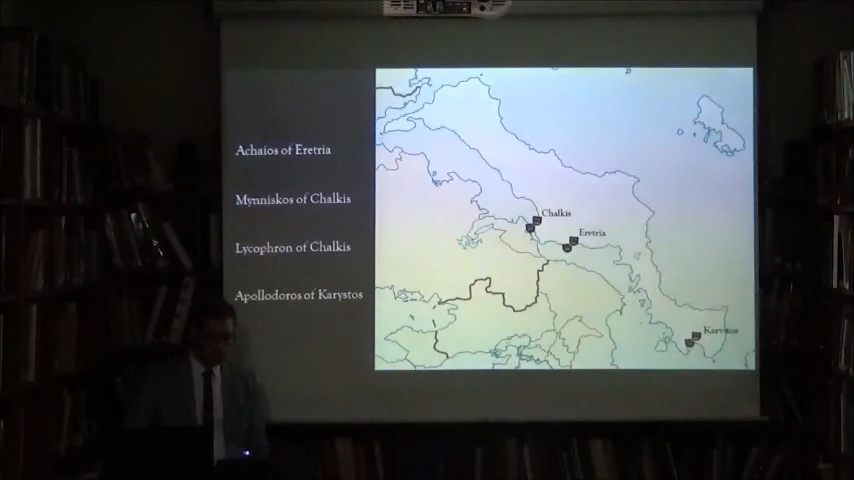 Achaios of Eretria
Mynniskos of Chalkis
Lycophron of Chalkis
Apollodoros of Karystos
Chalkis
Eretria
Karystos